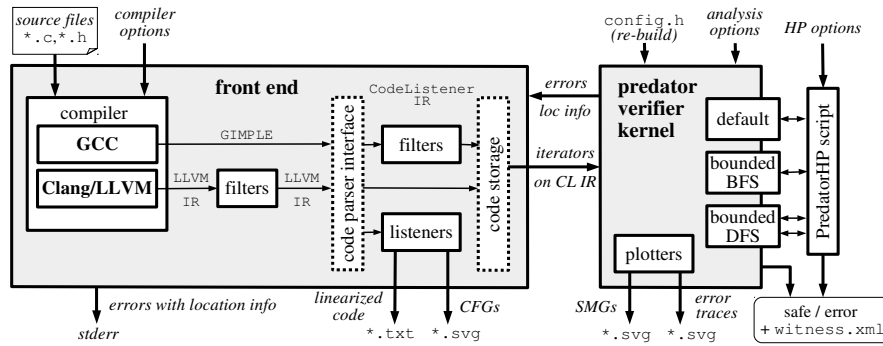 source files
*.c,*.h
compiler
options
config.h
(re-build)
analysis
options
HP options
front end
compiler
GCC
Clang/LLVM
GIMPLE
LLVM
IR
filters
LLVM
IR
code parser interface
CodeListener
IR
filters
listeners
code storage
errors
loc info
iterators
on CL IR
predator
verifier
kernel
default
bounded
BFS
bounded
DFS
plotters
PredatorHP script
errors with location info
stderr
linearized
code
*.txt
CFGs
*.svg
SMGs
*.svg
error
traces
*.svg
safe / error
+ witness.xml